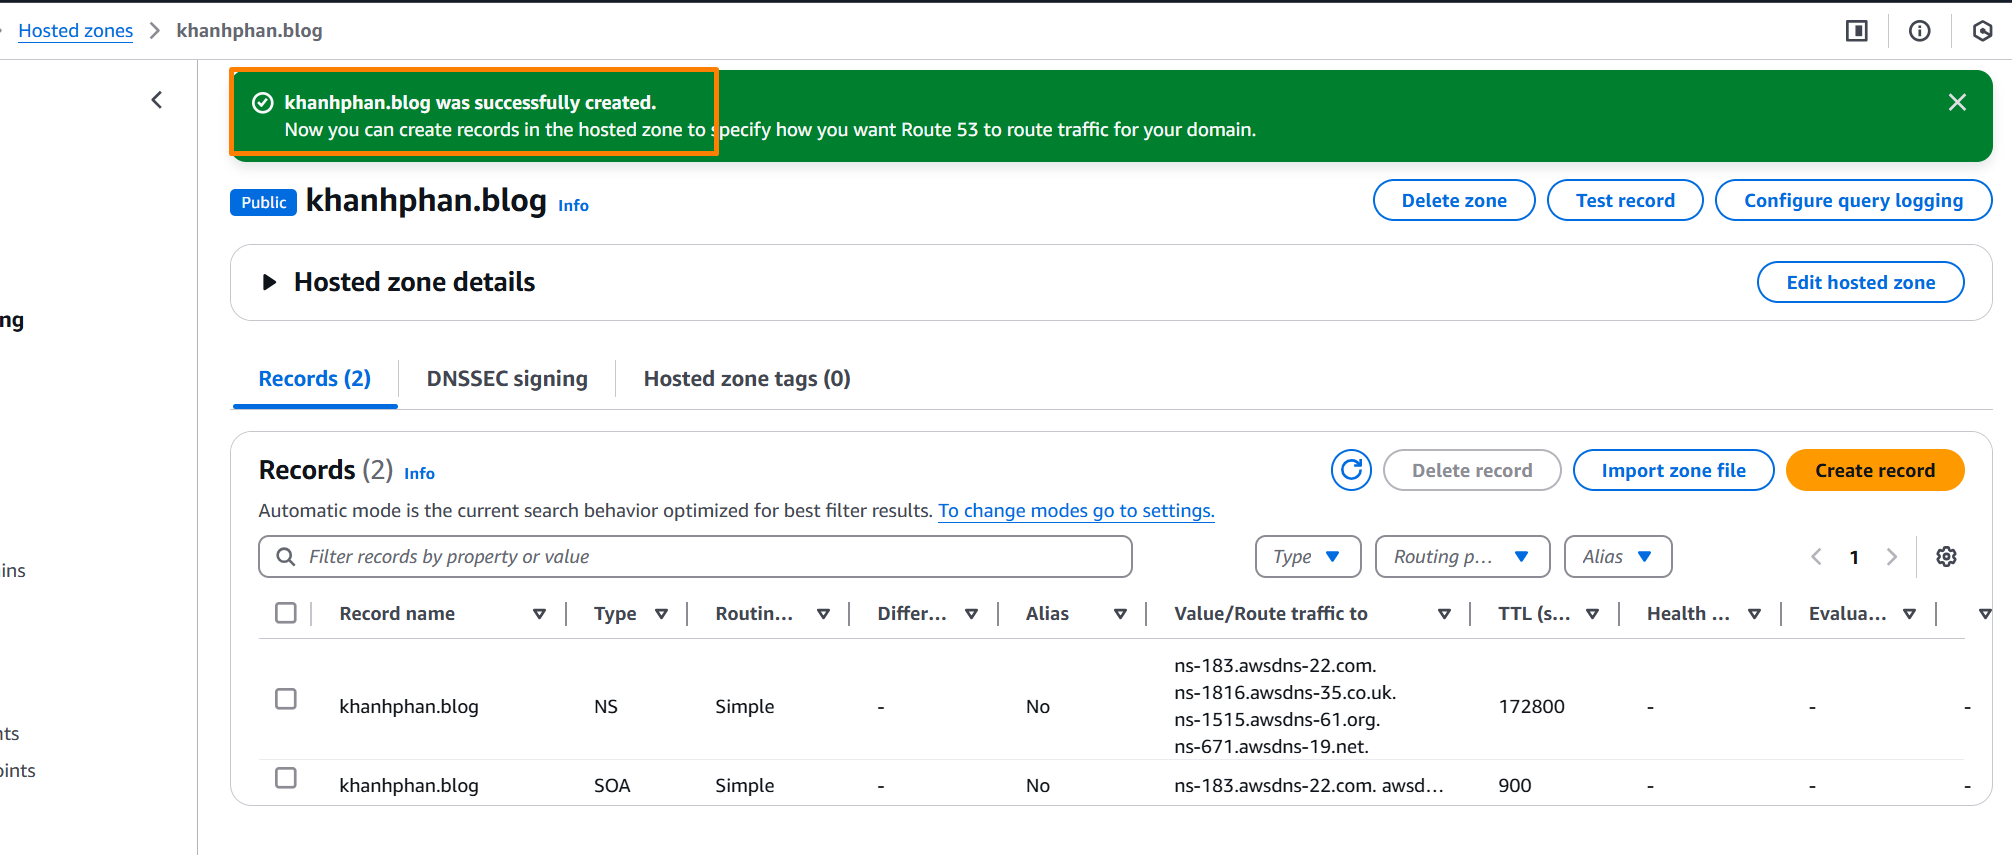 Hosted zones
khanhphan.blog
khanhphan.blog was successfully created.
Now you can create records in the hosted zone to specify how you want Route 53 to route traffic for your domain.
Public khanhphan.blog Info
Delete zone
Test record
Configure query logging
Hosted zone details
Edit hosted zone
ng
Records (2)
DNSSEC signing
Hosted zone tags (0)
Records (2) Info
Delete record
Import zone file
Create record
Automatic mode is the current search behavior optimized for best filter results. To change modes go to settings.
Filter records by property or value
Type
Routing p...
Alias
1
ins
Record name Type Routin... Differ... Alias Value/Route traffic to TTL (s... Health ... Evalua...
khanhphan.blog NS Simple - No
ns-183.awsdns-22.com.
ns-1816.awsdns-35.co.uk.
ns-1515.awsdns-61.org.
ns-671.awsdns-19.net.
172800 - - -
nts
oints
khanhphan.blog SOA Simple - No ns-183.awsdns-22.com. awsd... 900 - - -